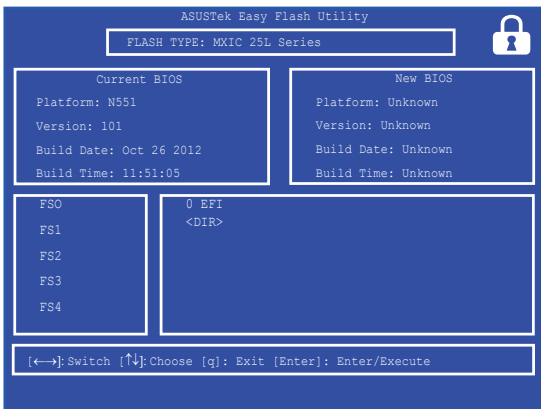 ASUSTek Easy Flash Utility
FLASH TYPE: MXIC 25L Series
Current BIOS
Platform: N551
Version: 101
Build Date: Oct 26 2012
Build Time: 11:51:05
New BIOS
Platform: Unknown
Version: Unknown
Build Date: Unknown
Build Time: Unknown
FSO
FS1
FS2
FS3
FS4
0 EFI
<DIR>
[←→]: Switch [↑↓]: Choose [q]: Exit [Enter]: Enter/Execute